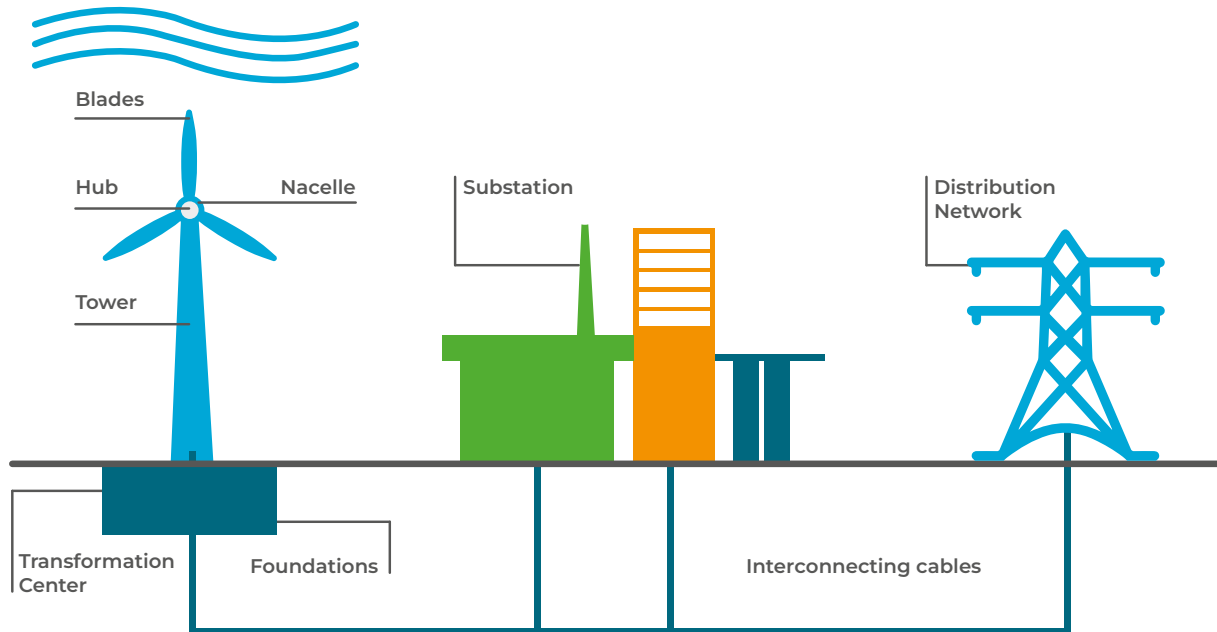 Blades
Hub
Nacelle
Tower
Substation
Distribution
Network
Transformation
Center
Foundations
Interconnecting cables